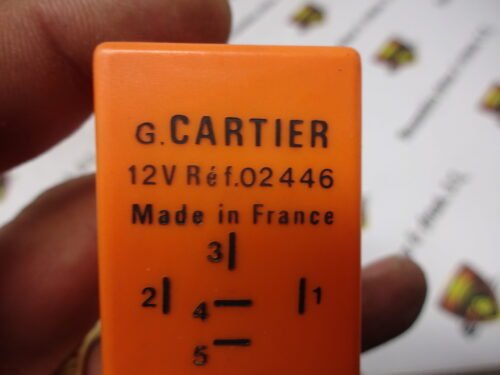 G. CARTIER
12V Réf.02446
Made in France
3
2 4 1
5